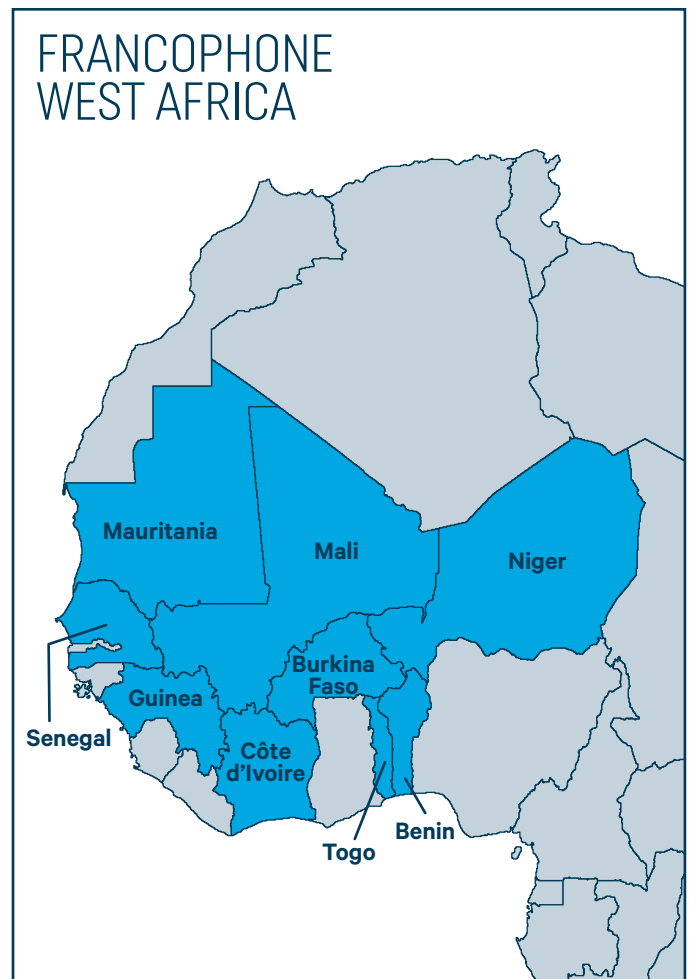 FRANCOPHONE
WEST AFRICA
Mauritania
Mali
Niger
Burkina
Faso
Guinea
Senegal
Côte
d'Ivoire
Benin
Togo